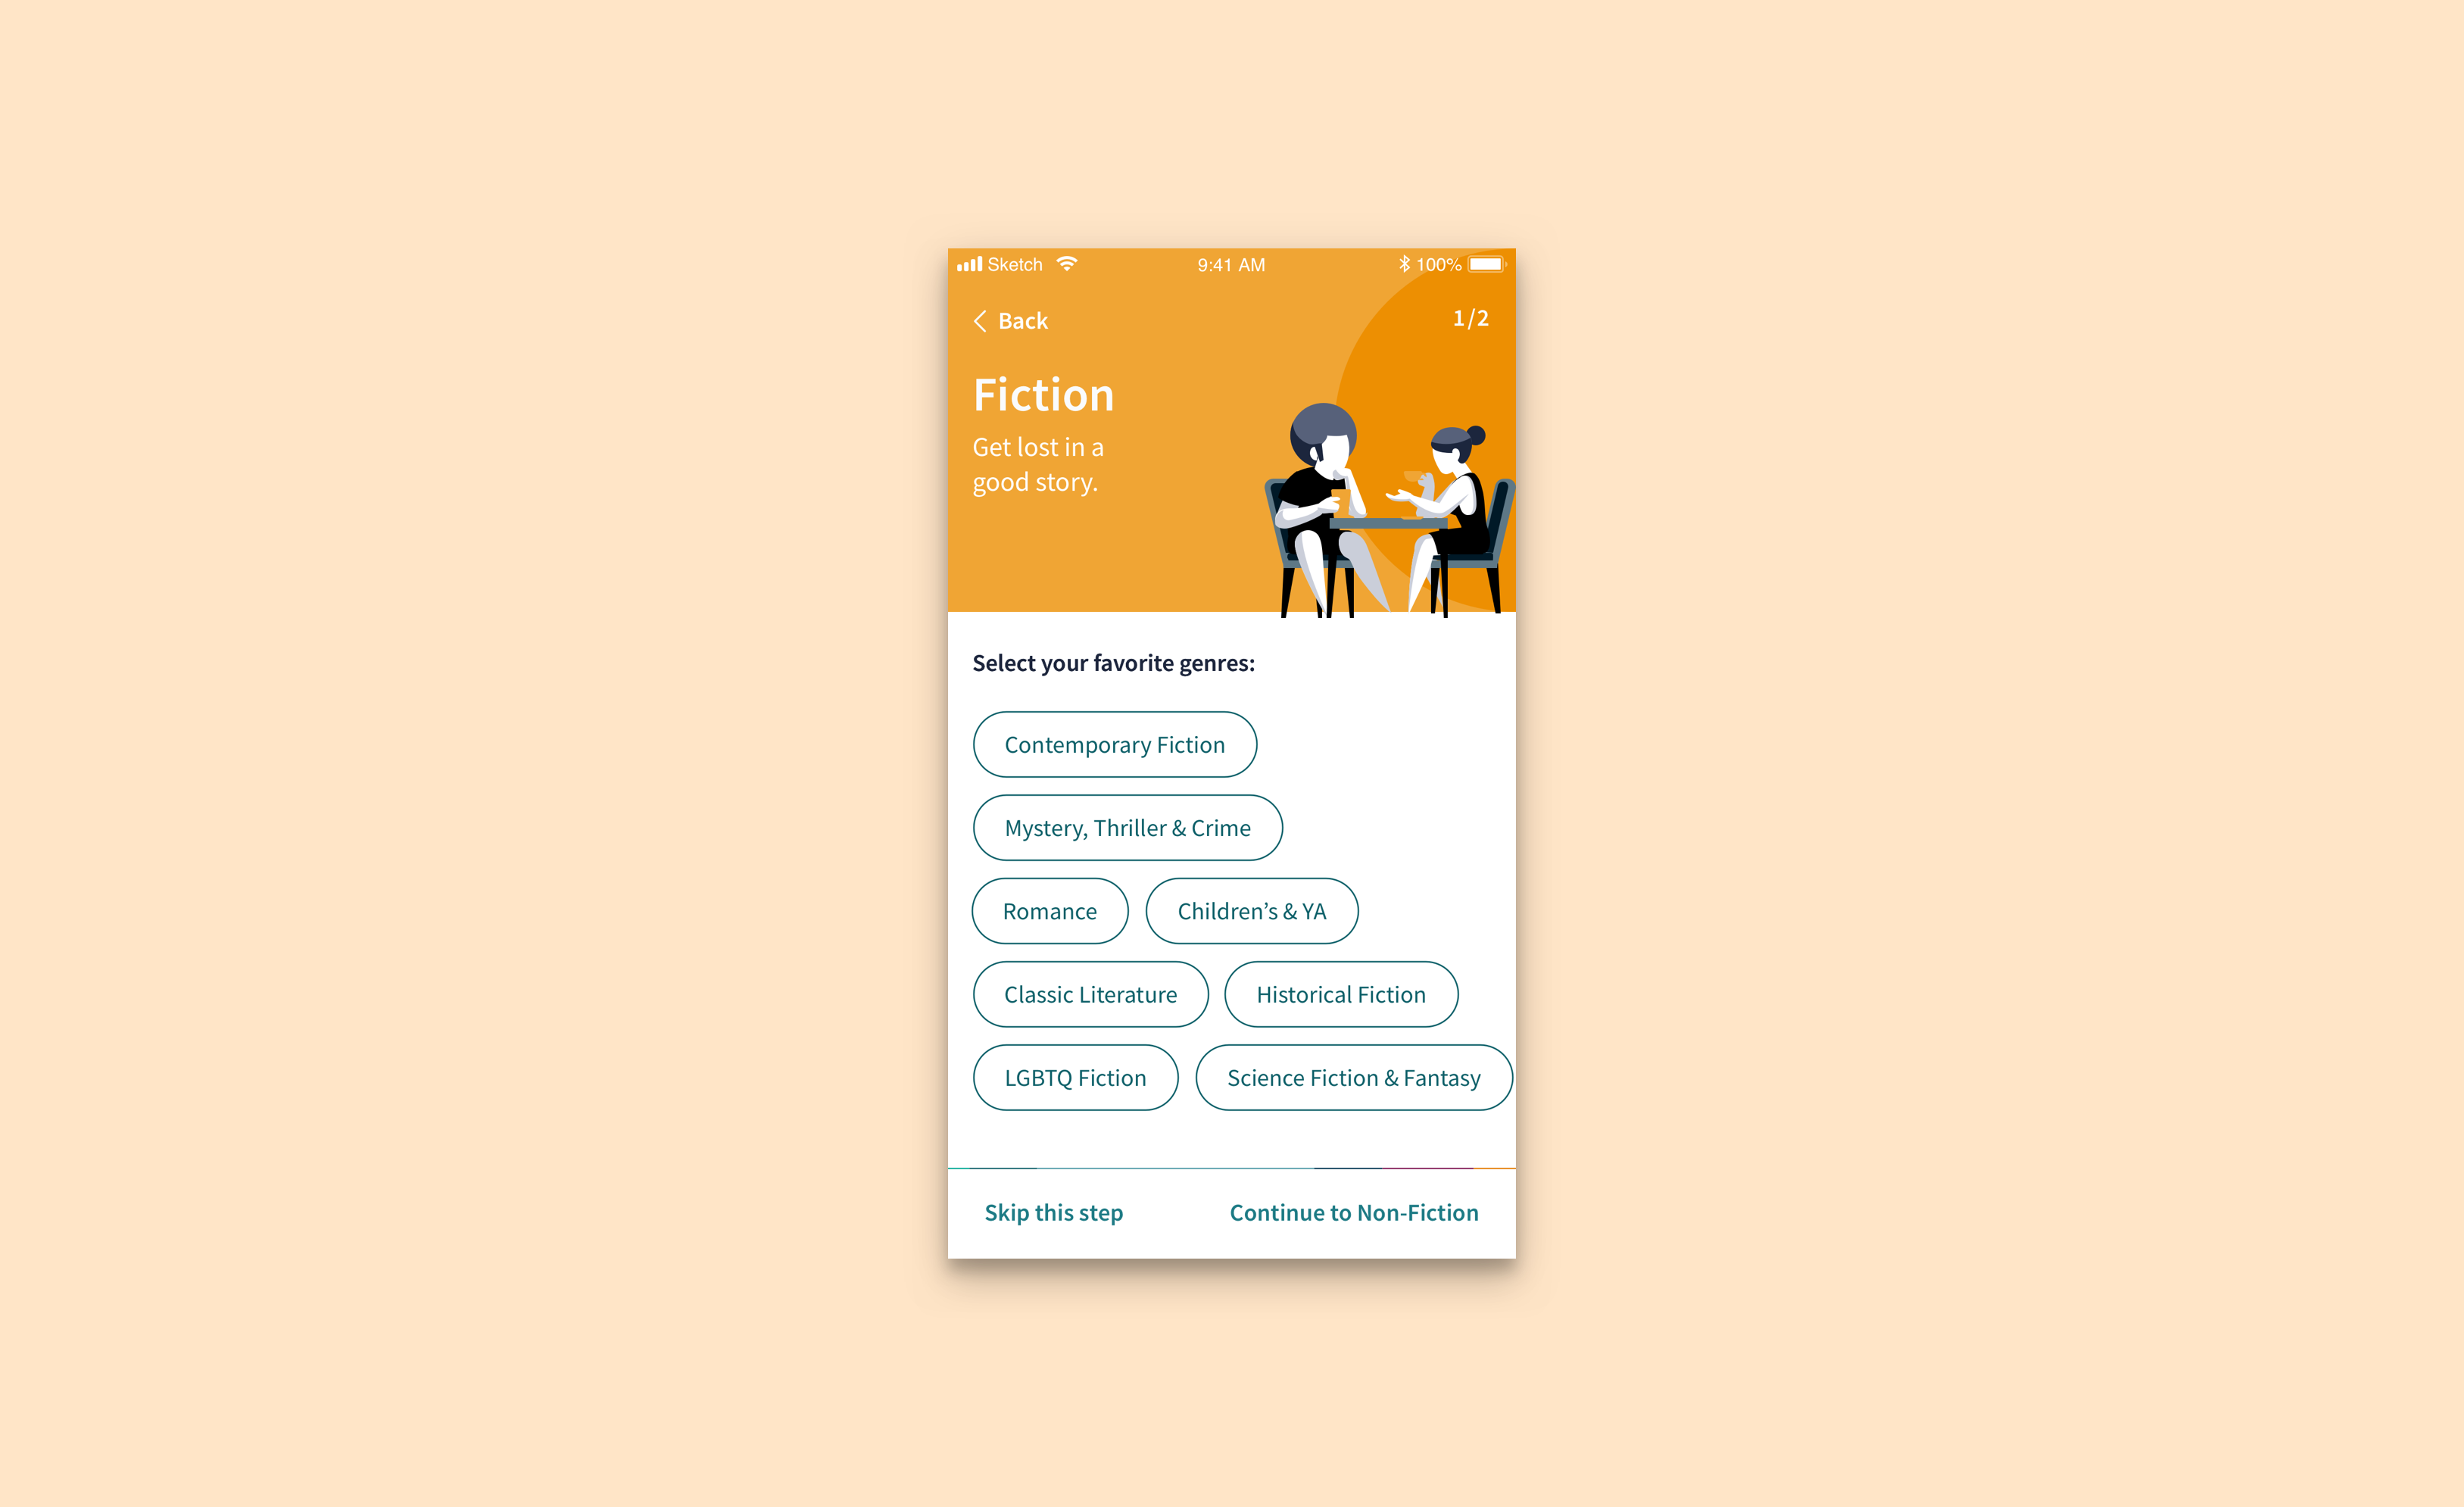 Sketch 9:41 AM 100%
Back 1/2
Fiction
Get lost in a
good story.
Select your favorite genres:
Contemporary Fiction
Mystery, Thriller & Crime
Romance Children’s & YA
Classic Literature Historical Fiction
LGBTQ Fiction Science Fiction & Fantasy
Skip this step Continue to Non-Fiction